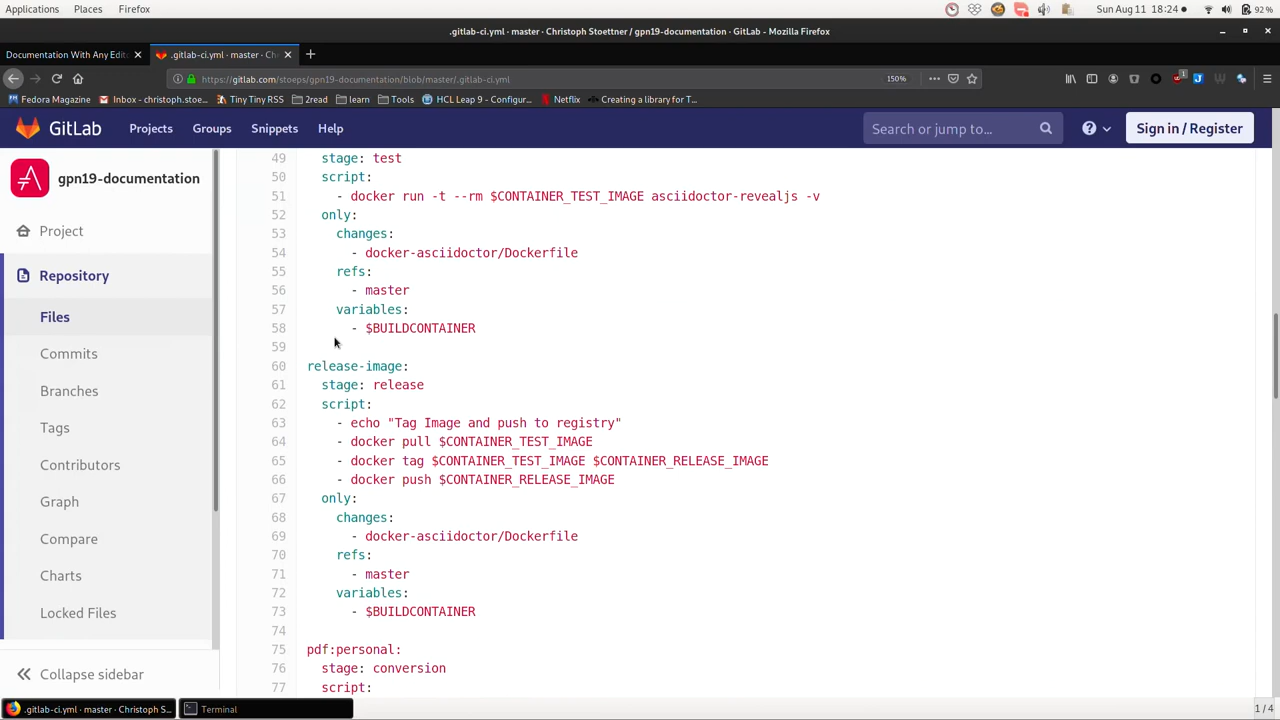 Applications Places Firefox Sun Aug 11 18:24 92 %
.gitlab-ci.yml · master · Christoph Stoettner / gpn19-documentation · GitLab - Mozilla Firefox
Documentation With Any Edit .gitlab-ci.yml · master · Ch
https://gitlab.com/stoeps/gpn19-documentation/blob/master/.gitlab-ci.yml 150% 1
Fedora Magazine Inbox - christoph.stoe... Tiny Tiny RSS 2read learn Tools HCL Leap 9 - Configur... Netflix Creating a library for T...
GitLab Projects Groups Snippets Help Search or jump to... Sign in / Register
gpn19-documentation
Project
Repository
Files
Commits
Branches
Tags
Contributors
Graph
Compare
Charts
Locked Files
Collapse sidebar
49 stage: test
50 script:
51 - docker run -t --rm $CONTAINER_TEST_IMAGE asciidoctor-revealjs -v
52 only:
53 changes:
54 - docker-asciidoctor/Dockerfile
55 refs:
56 - master
57 variables:
58 - $BUILDCONTAINER
59
60 release-image:
61 stage: release
62 script:
63 - echo "Tag Image and push to registry"
64 - docker pull $CONTAINER_TEST_IMAGE
65 - docker tag $CONTAINER_TEST_IMAGE $CONTAINER_RELEASE_IMAGE
66 - docker push $CONTAINER_RELEASE_IMAGE
67 only:
68 changes:
69 - docker-asciidoctor/Dockerfile
70 refs:
71 - master
72 variables:
73 - $BUILDCONTAINER
74
75 pdf:personal:
76 stage: conversion
77 script:
.gitlab-ci.yml · master · Christoph S... Terminal 1 / 4